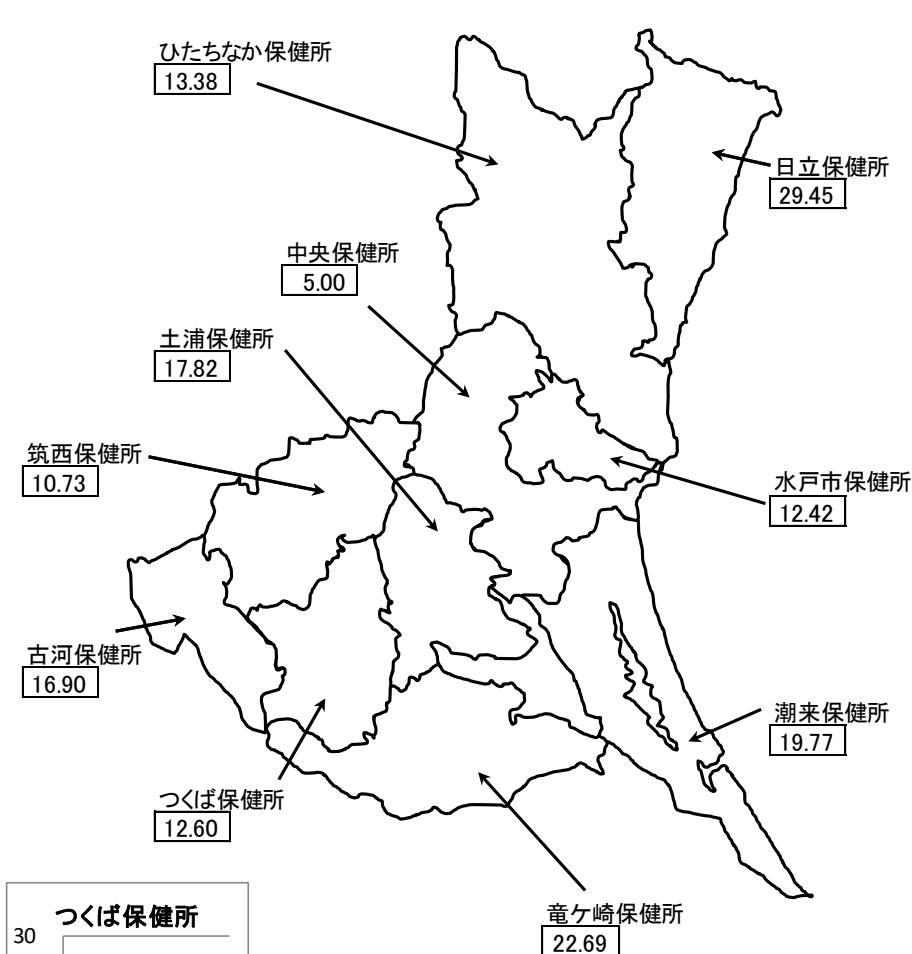 ひたちなか保健所
13.38
日立保健所
29.45
中央保健所
5.00
土浦保健所
17.82
筑西保健所
10.73
水戸市保健所
12.42
古河保健所
16.90
潮来保健所
19.77
つくば保健所
12.60
竜ケ崎保健所
22.69
つくば保健所
30